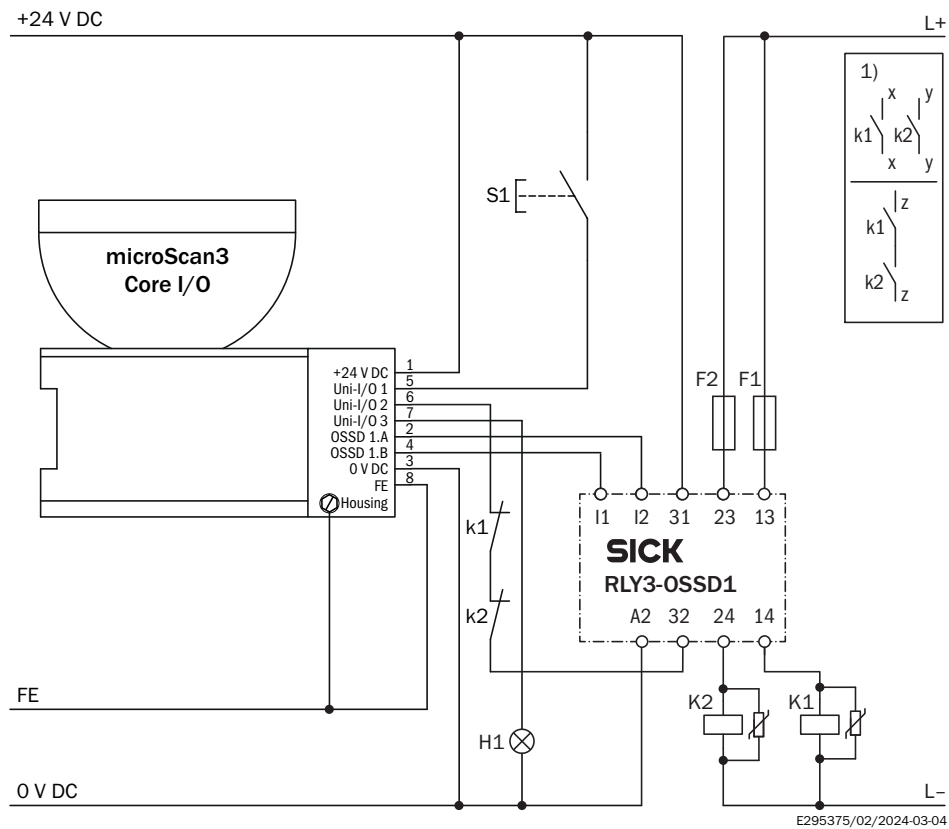 +24 V DC
L+
1)
x y
k1 k2
x y
z
k1
k2
z
S1
microScan3
Core I/O
+24 V DC 1
Uni-I/O 1 5
Uni-I/O 2 6
Uni-I/O 3 7
OSSD 1.A 2
OSSD 1.B 4
0 V DC 3
FE 8
Housing
F2 F1
I1 I2 31 23 13
SICK
RLY3-OSSD1
A2 32 24 14
k1
k2
FE
K2 K1
H1
0 V DC
L–
E295375/02/2024-03-04